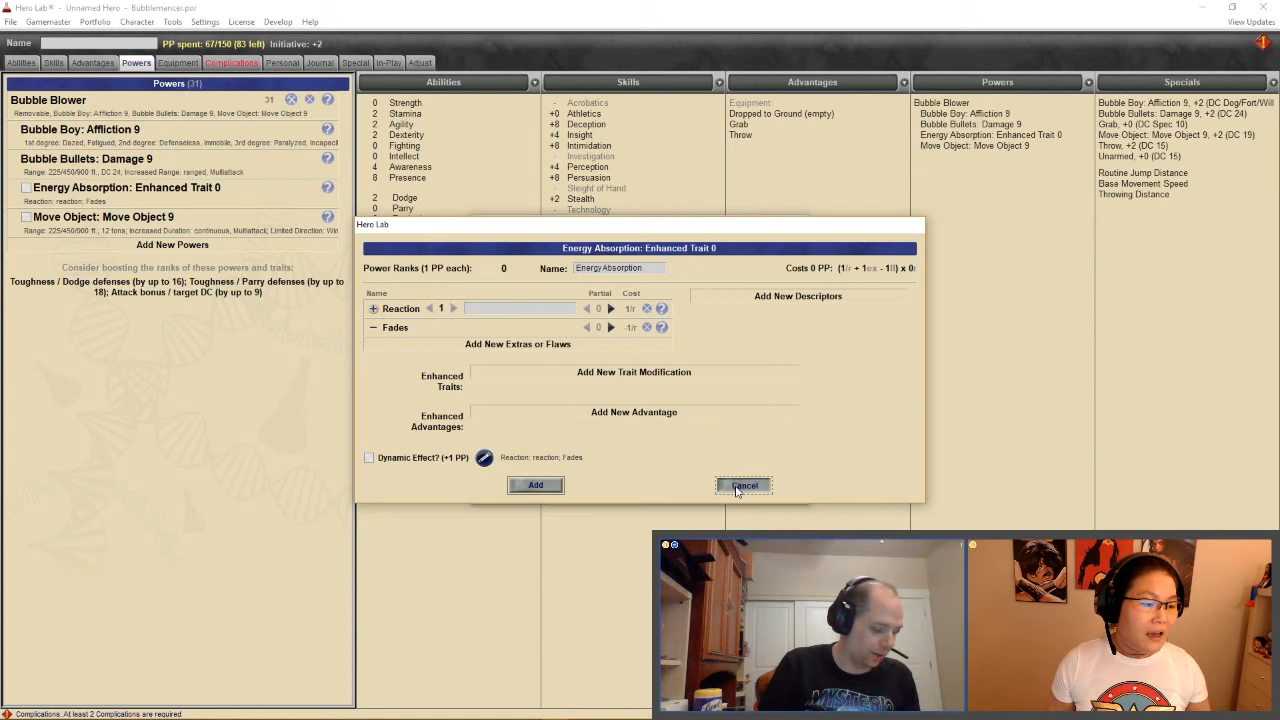 Hero Lab® - Unnamed Hero - Bubblemancer.por
File Gamemaster Portfolio Character Tools Settings License Develop Help
View Updates
Name PP spent: 67/150 (83 left) Initiative: +2
Abilities Skills Advantages Powers Equipment Complications Personal Journal Special In-Play Adjust
Powers (31)
Bubble Blower 31
Removable, Bubble Boy: Affliction 9, Bubble Bullets: Damage 9, Move Object: Move Object 9
Bubble Boy: Affliction 9
1st degree: Dazed, Fatigued, 2nd degree: Defenseless, Immobile, 3rd degree: Paralyzed, Incapaci
Bubble Bullets: Damage 9
Range: 225/450/900 ft., DC 24; Increased Range: ranged, Multiattack
Energy Absorption: Enhanced Trait 0
Reaction: reaction; Fades
Move Object: Move Object 9
Range: 225/450/900 ft., 12 tons; Increased Duration: continuous, Multiattack; Limited Direction: Win
Add New Powers
Consider boosting the ranks of these powers and traits:
Toughness / Dodge defenses (by up to 16); Toughness / Parry defenses (by up to
18); Attack bonus / target DC (by up to 9)
Abilities
0 Strength
2 Stamina
2 Agility
2 Dexterity
0 Fighting
0 Intellect
4 Awareness
8 Presence
2 Dodge
0 Parry
Skills
- Acrobatics
+0 Athletics
+8 Deception
+4 Insight
+8 Intimidation
- Investigation
+4 Perception
+8 Persuasion
- Sleight of Hand
+2 Stealth
- Technology
Advantages
Equipment:
Dropped to Ground (empty)
Grab
Throw
Powers
Bubble Blower
Bubble Boy: Affliction 9
Bubble Bullets: Damage 9
Energy Absorption: Enhanced Trait 0
Move Object: Move Object 9
Specials
Bubble Boy: Affliction 9, +2 (DC Dog/Fort/Will
Bubble Bullets: Damage 9, +2 (DC 24)
Grab, +0 (DC Spec 10)
Move Object: Move Object 9, +2 (DC 19)
Throw, +2 (DC 15)
Unarmed, +0 (DC 15)
Routine Jump Distance
Base Movement Speed
Throwing Distance
Hero Lab
Energy Absorption: Enhanced Trait 0
Power Ranks (1 PP each): 0 Name: Energy Absorption Costs 0 PP: (1/r + 1ex - 1fl) x 0r
Name Partial Cost
Reaction 1 0 1/r
Fades 0 -1/r
Add New Extras or Flaws
Add New Descriptors
Enhanced
Traits:
Add New Trait Modification
Enhanced
Advantages:
Add New Advantage
Dynamic Effect? (+1 PP) Reaction: reaction; Fades
Add Cancel
Complications: At least 2 Complications are required